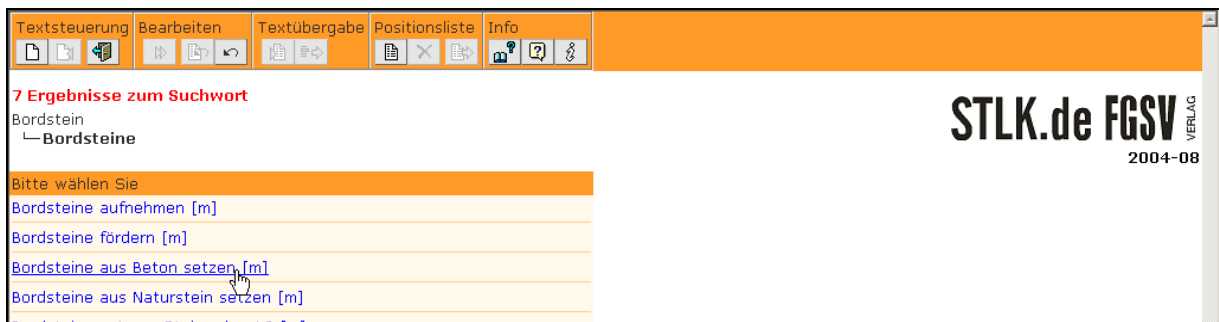 Textsteuerung Bearbeiten Textübergabe Positionsliste Info
7 Ergebnisse zum Suchwort
Bordstein
Bordsteine
STLK.de FGSV VERLAG
2004-08
Bitte wählen Sie
Bordsteine aufnehmen [m]
Bordsteine fördern [m]
Bordsteine aus Beton setzen [m]
Bordsteine aus Naturstein setzen [m]